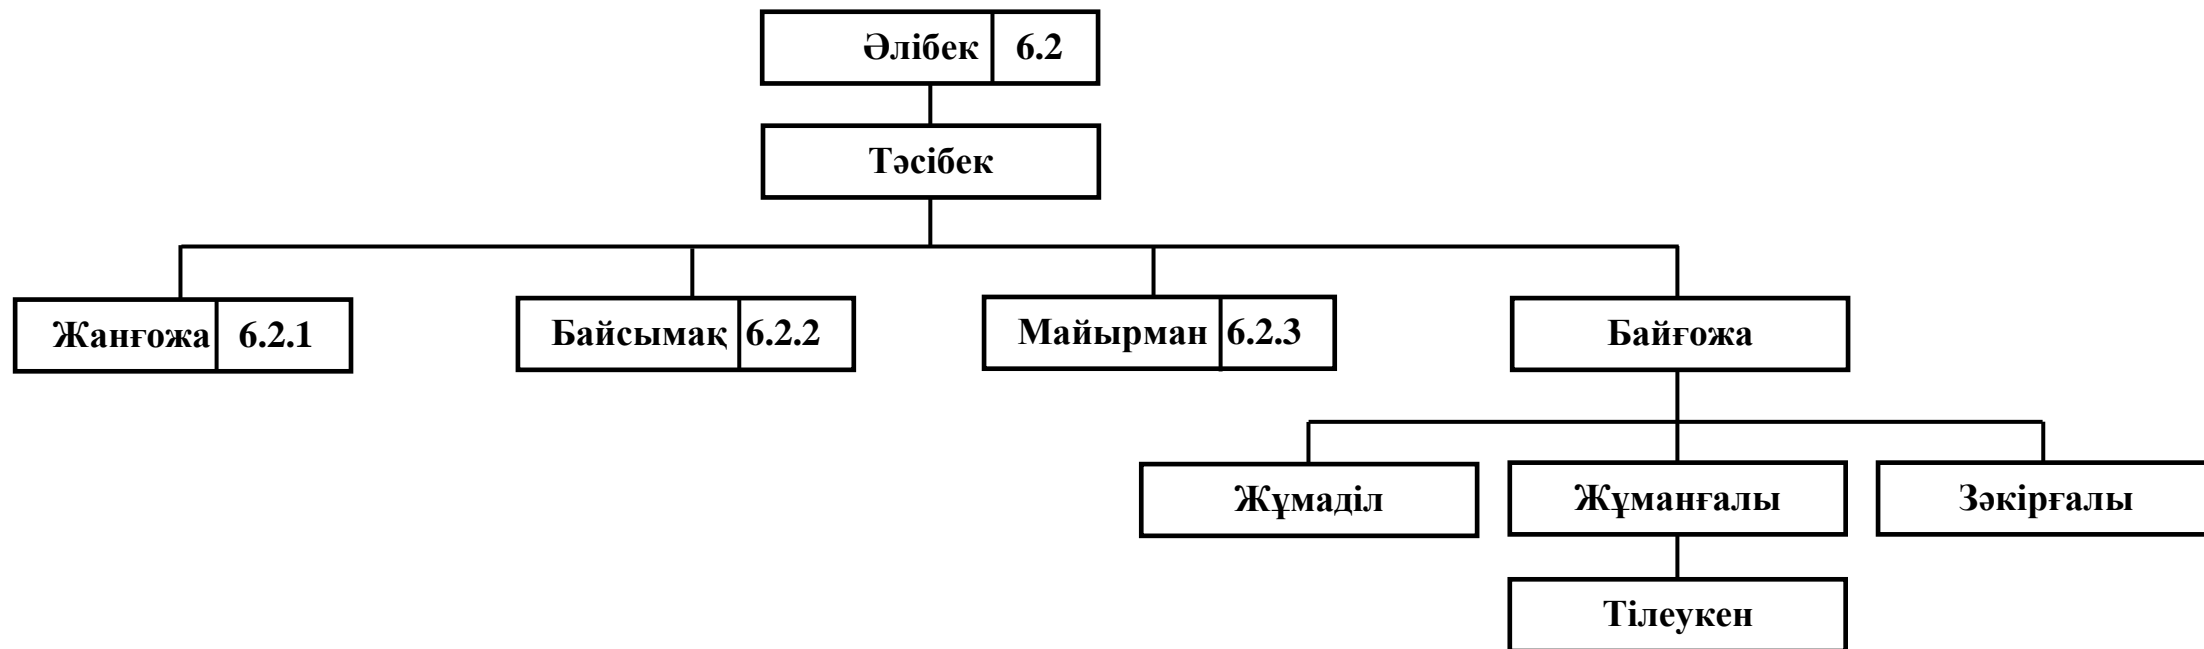 Әлібек 6.2
Тәсібек
Жанғожа 6.2.1
Байсымақ 6.2.2
Майырман 6.2.3
Байғожа
Жұмаділ
Жұманғалы
Зәкірғалы
Тілеукен